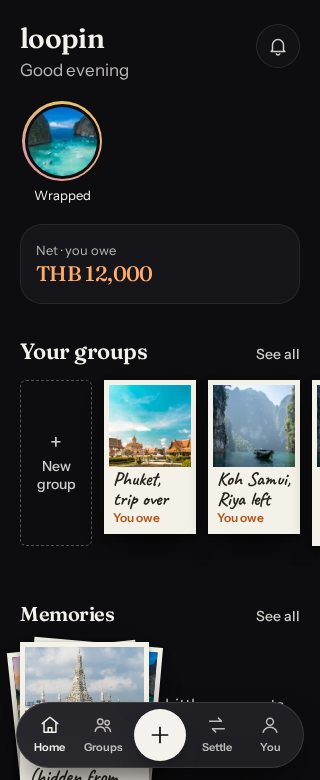 loopin
Good evening
Wrapped
Net · you owe
THB 12,000
Your groups
See all
+
New
group
Phuket,
trip over
You owe
Koh Samui,
Riya left
You owe
Memories
See all
Home
Groups
Settle
You